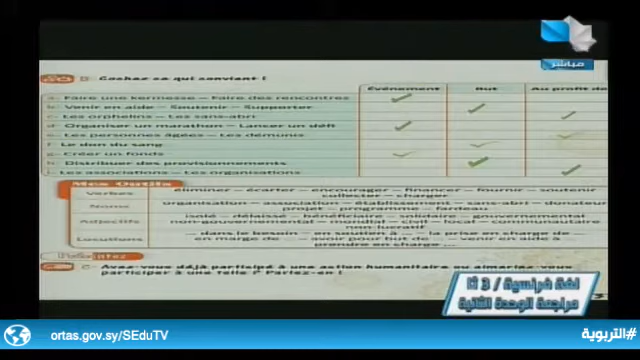 مباشر
D Cochez ce qui convient !
Événement But Au profit de
a- Faire une kermesse – Faire des rencontres
b- Venir en aide – Soutenir – Supporter
c- Les orphelins – Les sans-abri
d- Organiser un marathon – Lancer un défi
e- Les personnes âgées – Les démunis
f- Le don du sang
g- Créer un fonds
h- Distribuer des provisionnements
i- Les associations – Les organisations
Mes Outils
Verbes éliminer – écarter – encourager – financer – fournir – soutenir
collecter – charger
Noms organisation – association – établissement – sans-abri – donateur
projet – programme – fardeau
Adjectifs isolé – délaissé – bénéficiaire – solidaire – gouvernemental
non-gouvernemental – mondial – civil – communautaire
non-lucratif
Locutions ... dans le besoin – en soutien à ... – la prise en charge de ...
en marge de ... – avoir pour but de ... – venir en aide à
prendre en charge ...
Avez-vous déjà participé à une action humanitaire ou aimeriez-vous
participer à une telle ? Parlez-en !
لغة فرنسية / 3 ثا
مراجعة الوحدة الثانية
3
ortas.gov.sy/SEduTV
#التربوية